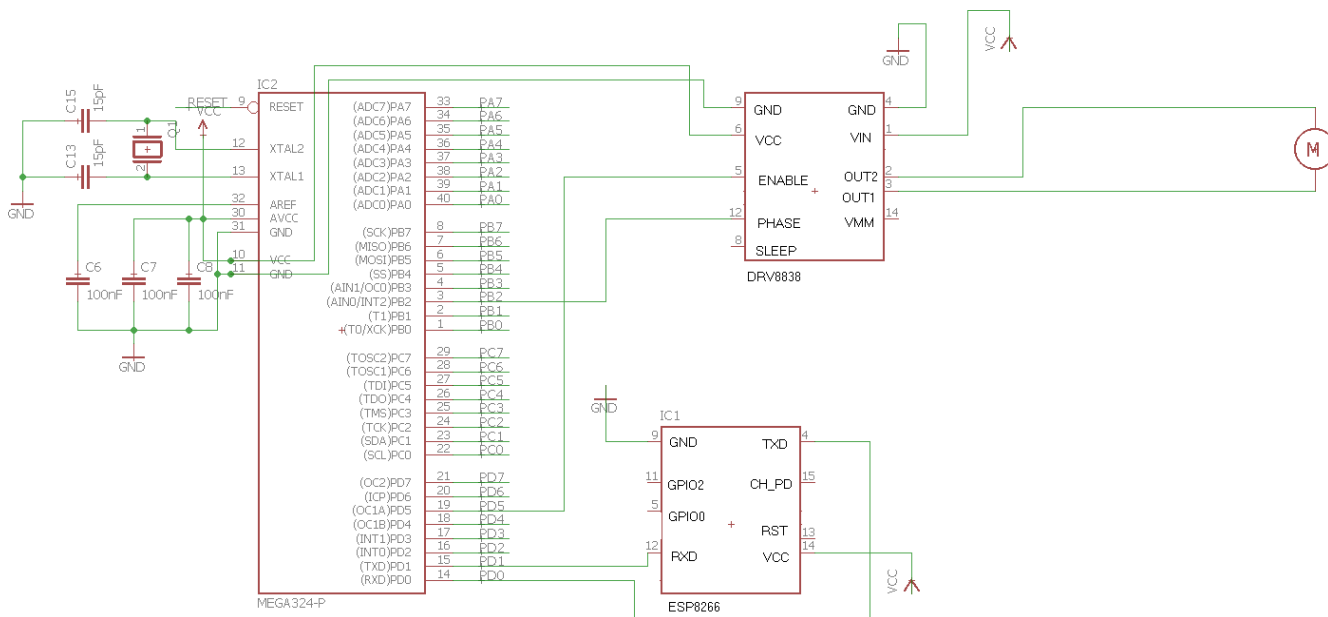 C15
15pF
C13
15pF
1
Q1
2
GND
RESET
VCC
C6
100nF
C7
100nF
C8
100nF
GND
IC2
9 RESET
12 XTAL2
13 XTAL1
32 AREF
30 AVCC
31 GND
10 VCC
11 GND
(ADC7)PA7 33 PA7
(ADC6)PA6 34 PA6
(ADC5)PA5 35 PA5
(ADC4)PA4 36 PA4
(ADC3)PA3 37 PA3
(ADC2)PA2 38 PA2
(ADC1)PA1 39 PA1
(ADC0)PA0 40 PA0
(SCK)PB7 8 PB7
(MISO)PB6 7 PB6
(MOSI)PB5 6 PB5
(SS)PB4 5 PB4
(AIN1/OC0)PB3 4 PB3
(AIN0/INT2)PB2 3 PB2
(T1)PB1 2 PB1
(T0/XCK)PB0 1 PB0
(TOSC2)PC7 29 PC7
(TOSC1)PC6 28 PC6
(TDI)PC5 27 PC5
(TDO)PC4 26 PC4
(TMS)PC3 25 PC3
(TCK)PC2 24 PC2
(SDA)PC1 23 PC1
(SCL)PC0 22 PC0
(OC2)PD7 21 PD7
(ICP)PD6 20 PD6
(OC1A)PD5 19 PD5
(OC1B)PD4 18 PD4
(INT1)PD3 17 PD3
(INT0)PD2 16 PD2
(TXD)PD1 15 PD1
(RXD)PD0 14 PD0
MEGA324-P
GND
VCC
9 GND
6 VCC
5 ENABLE
12 PHASE
8 SLEEP
GND 4
VIN 1
OUT2 2
OUT1 3
VMM 14
DRV8838
M
GND
IC1
9 GND
11 GPIO2
5 GPIO0
12 RXD
TXD 4
CH_PD 15
RST 13
VCC 14
ESP8266
VCC